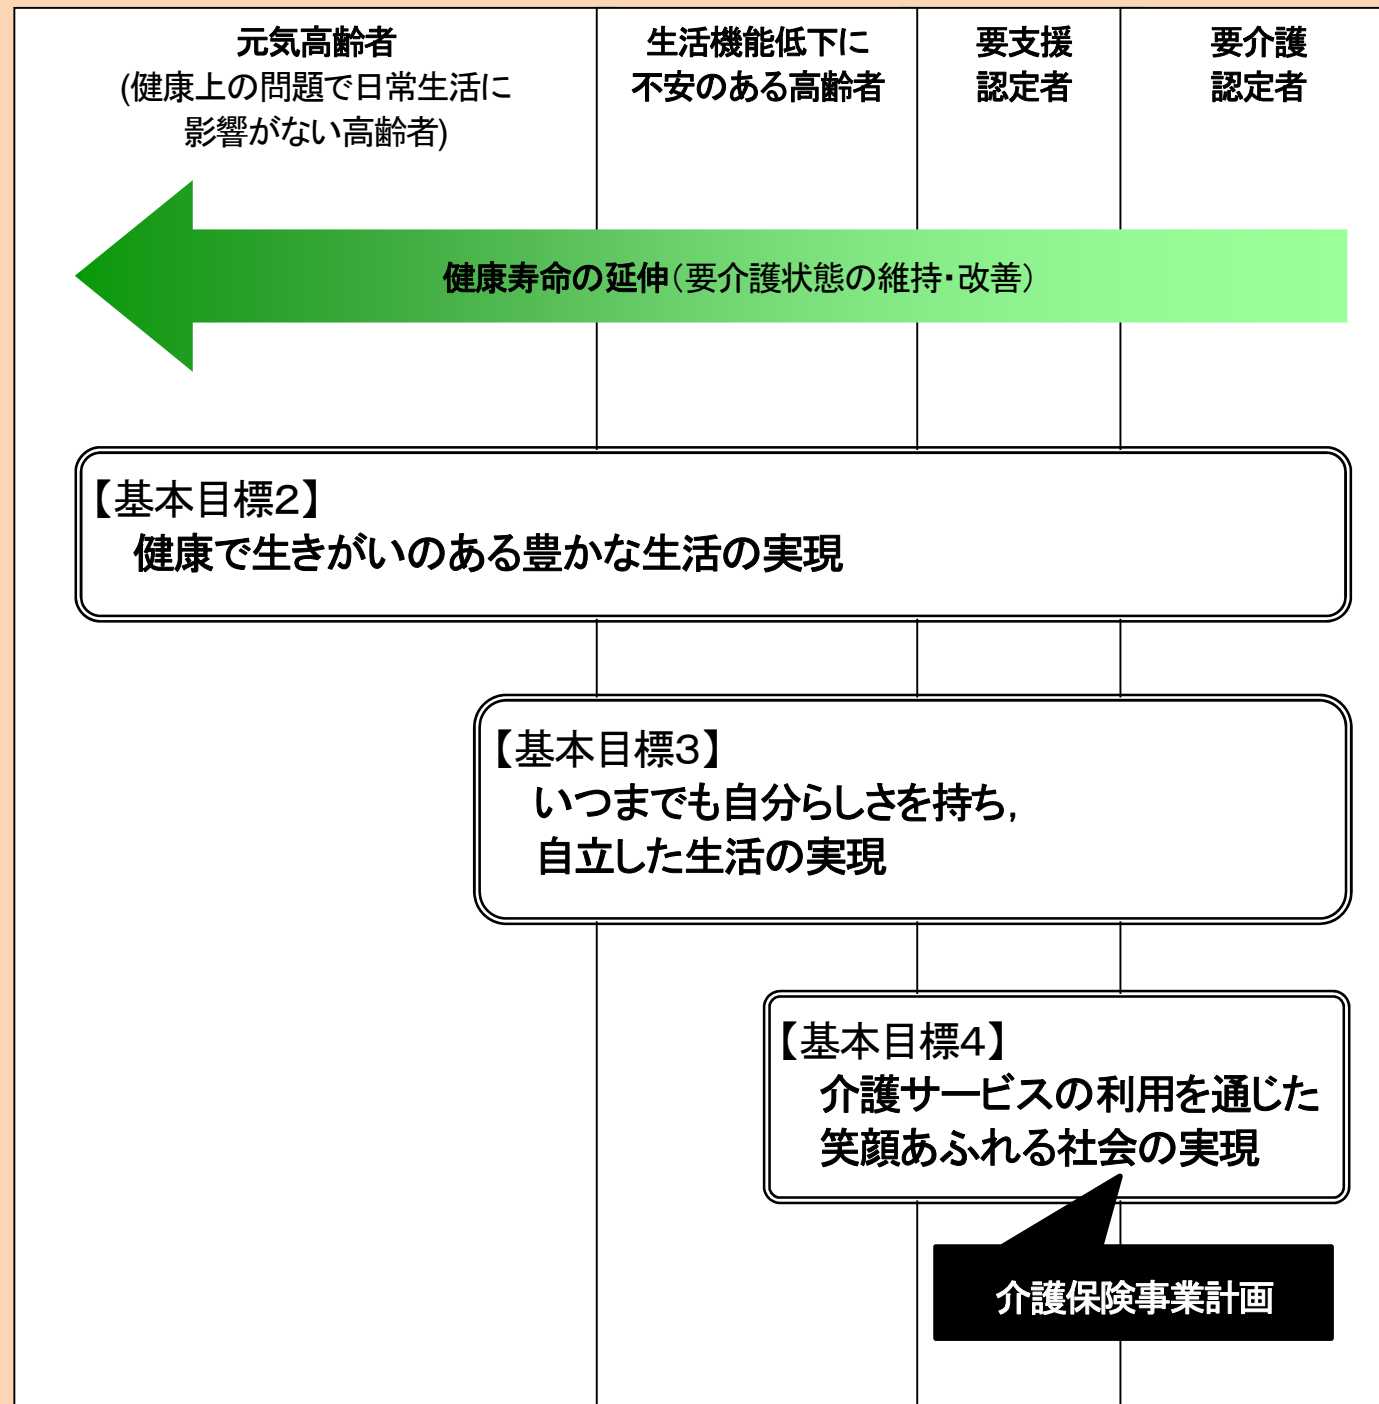 元気高齢者
(健康上の問題で日常生活に
影響がない高齢者)
生活機能低下に
不安のある高齢者
要支援
認定者
要介護
認定者
健康寿命の延伸(要介護状態の維持・改善)
【基本目標2】
健康で生きがいのある豊かな生活の実現
【基本目標3】
いつまでも自分らしさを持ち,
自立した生活の実現
【基本目標4】
介護サービスの利用を通じた
笑顔あふれる社会の実現
介護保険事業計画